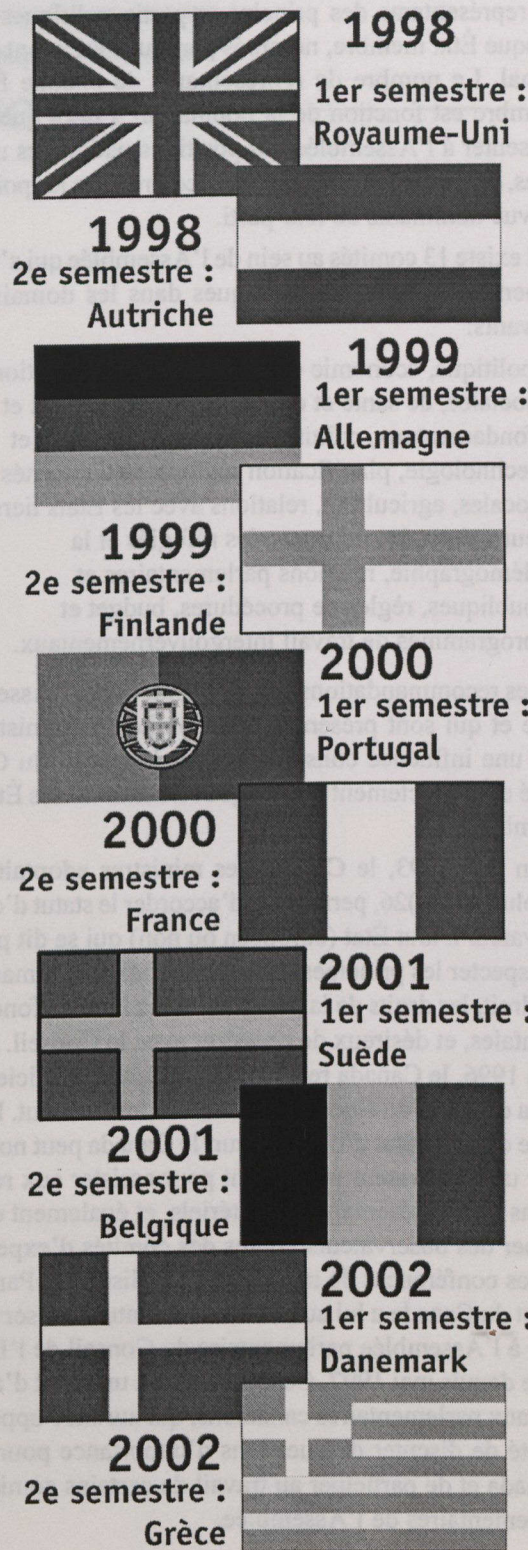 1998
1er semestre :
Royaume-Uni
1998
2e semestre :
Autriche
1999
1er semestre :
Allemagne
1999
2e semestre :
Finlande
2000
1er semestre :
Portugal
2000
2e semestre :
France
2001
1er semestre :
Suède
2001
2e semestre :
Belgique
2002
1er semestre :
Danemark
2002
2e semestre :
Grèce